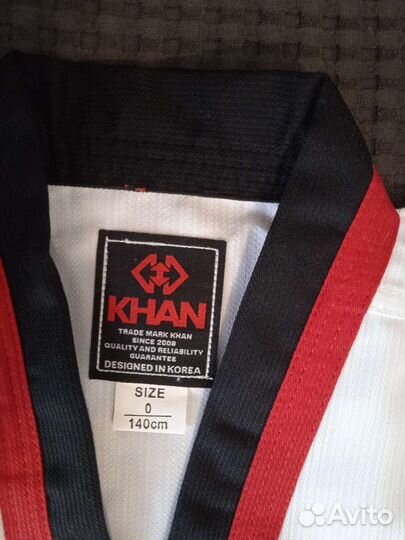 KHAN
TRADE MARK KHAN
SINCE 2008
QUALITY AND RELIABILITY
GUARANTEE
DESIGNED IN KOREA
SIZE
0
140cm
Avito